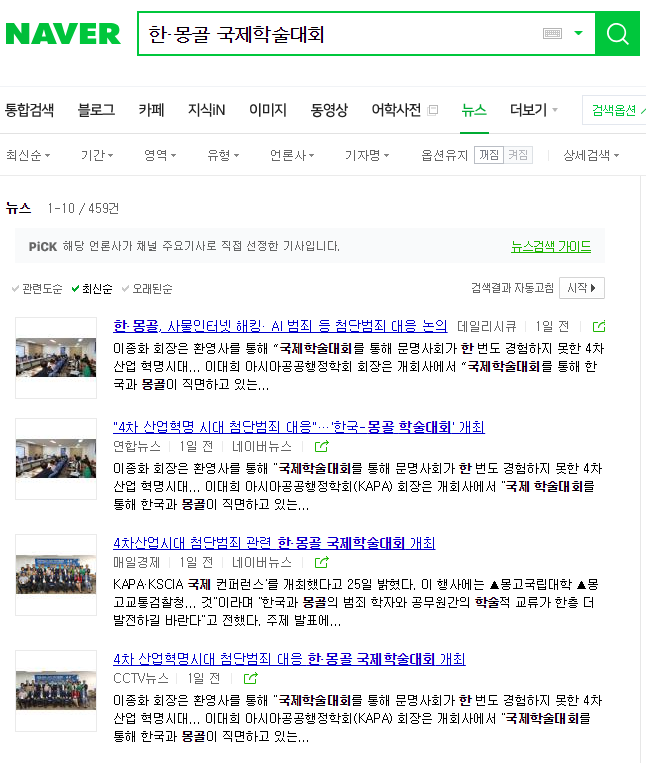 NAVER
한·몽골 국제학술대회
통합검색 블로그 카페 지식iN 이미지 동영상 어학사전 뉴스 더보기 검색옵션
최신순 기간 영역 유형 언론사 기자명 옵션유지 꺼짐 켜짐 상세검색
뉴스 1-10 / 459건
PiCK 해당 언론사가 채널 주요기사로 직접 선정한 기사입니다. 뉴스검색 가이드
관련도순 최신순 오래된순 검색결과 자동고침 시작
한·몽골, 사물인터넷 해킹· AI 범죄 등 첨단범죄 대응 논의 데일리시큐 1일 전
이종화 회장은 환영사를 통해 “국제학술대회를 통해 문명사회가 한 번도 경험하지 못한 4차
산업 혁명시대... 이대희 아시아공공행정학회 회장은 개회사에서 “국제학술대회를 통해 한
국과 몽골이 직면하고 있는...
"4차 산업혁명 시대 첨단범죄 대응"…'한국-몽골 학술대회' 개최
연합뉴스 1일 전 네이버뉴스
이종화 회장은 환영사를 통해 "국제학술대회를 통해 문명사회가 한 번도 경험하지 못한 4차
산업 혁명시대... 이대희 아시아공공행정학회(KAPA) 회장은 개회사에서 "국제 학술대회를
통해 한국과 몽골이 직면하고 있는...
4차산업시대 첨단범죄 관련 한·몽골 국제학술대회 개최
매일경제 1일 전 네이버뉴스
KAPA·KSCIA 국제 컨퍼런스'를 개최했다고 25일 밝혔다. 이 행사에는 ▲몽고국립대학 ▲몽
고교통검찰청... 것"이라며 "한국과 몽골의 범죄 학자와 공무원간의 학술적 교류가 한층 더
발전하길 바란다"고 전했다. 주제 발표에...
4차 산업혁명시대 첨단범죄 대응 한·몽골 국제학술대회 개최
CCTV뉴스 1일 전
이종화 회장은 환영사를 통해 "국제학술대회를 통해 문명사회가 한 번도 경험하지 못한 4차
산업 혁명시대... 이대희 아시아공공행정학회(KAPA) 회장은 개회사에서 "국제학술대회를
통해 한국과 몽골이 직면하고 있는...